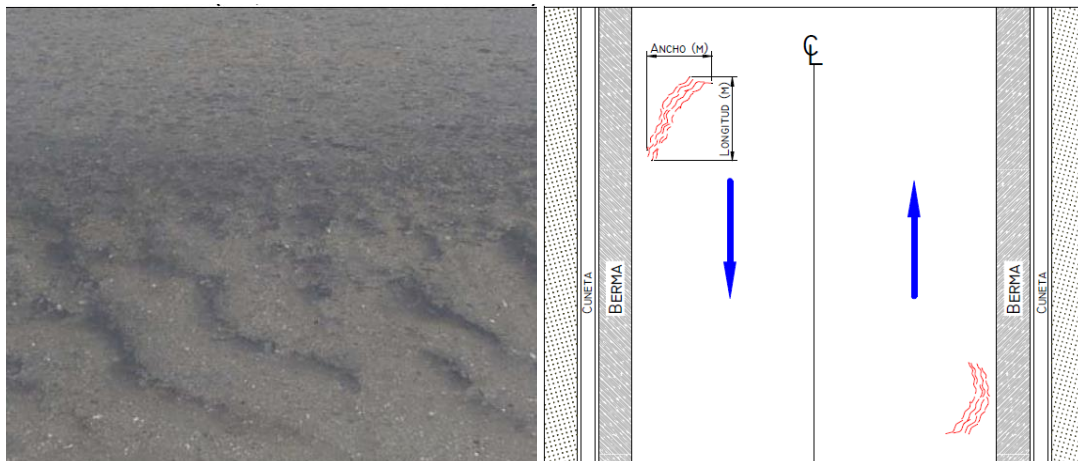 ANCHO (M)
LONGITUD (M)
CL
CUNETA
BERMA
BERMA
CUNETA